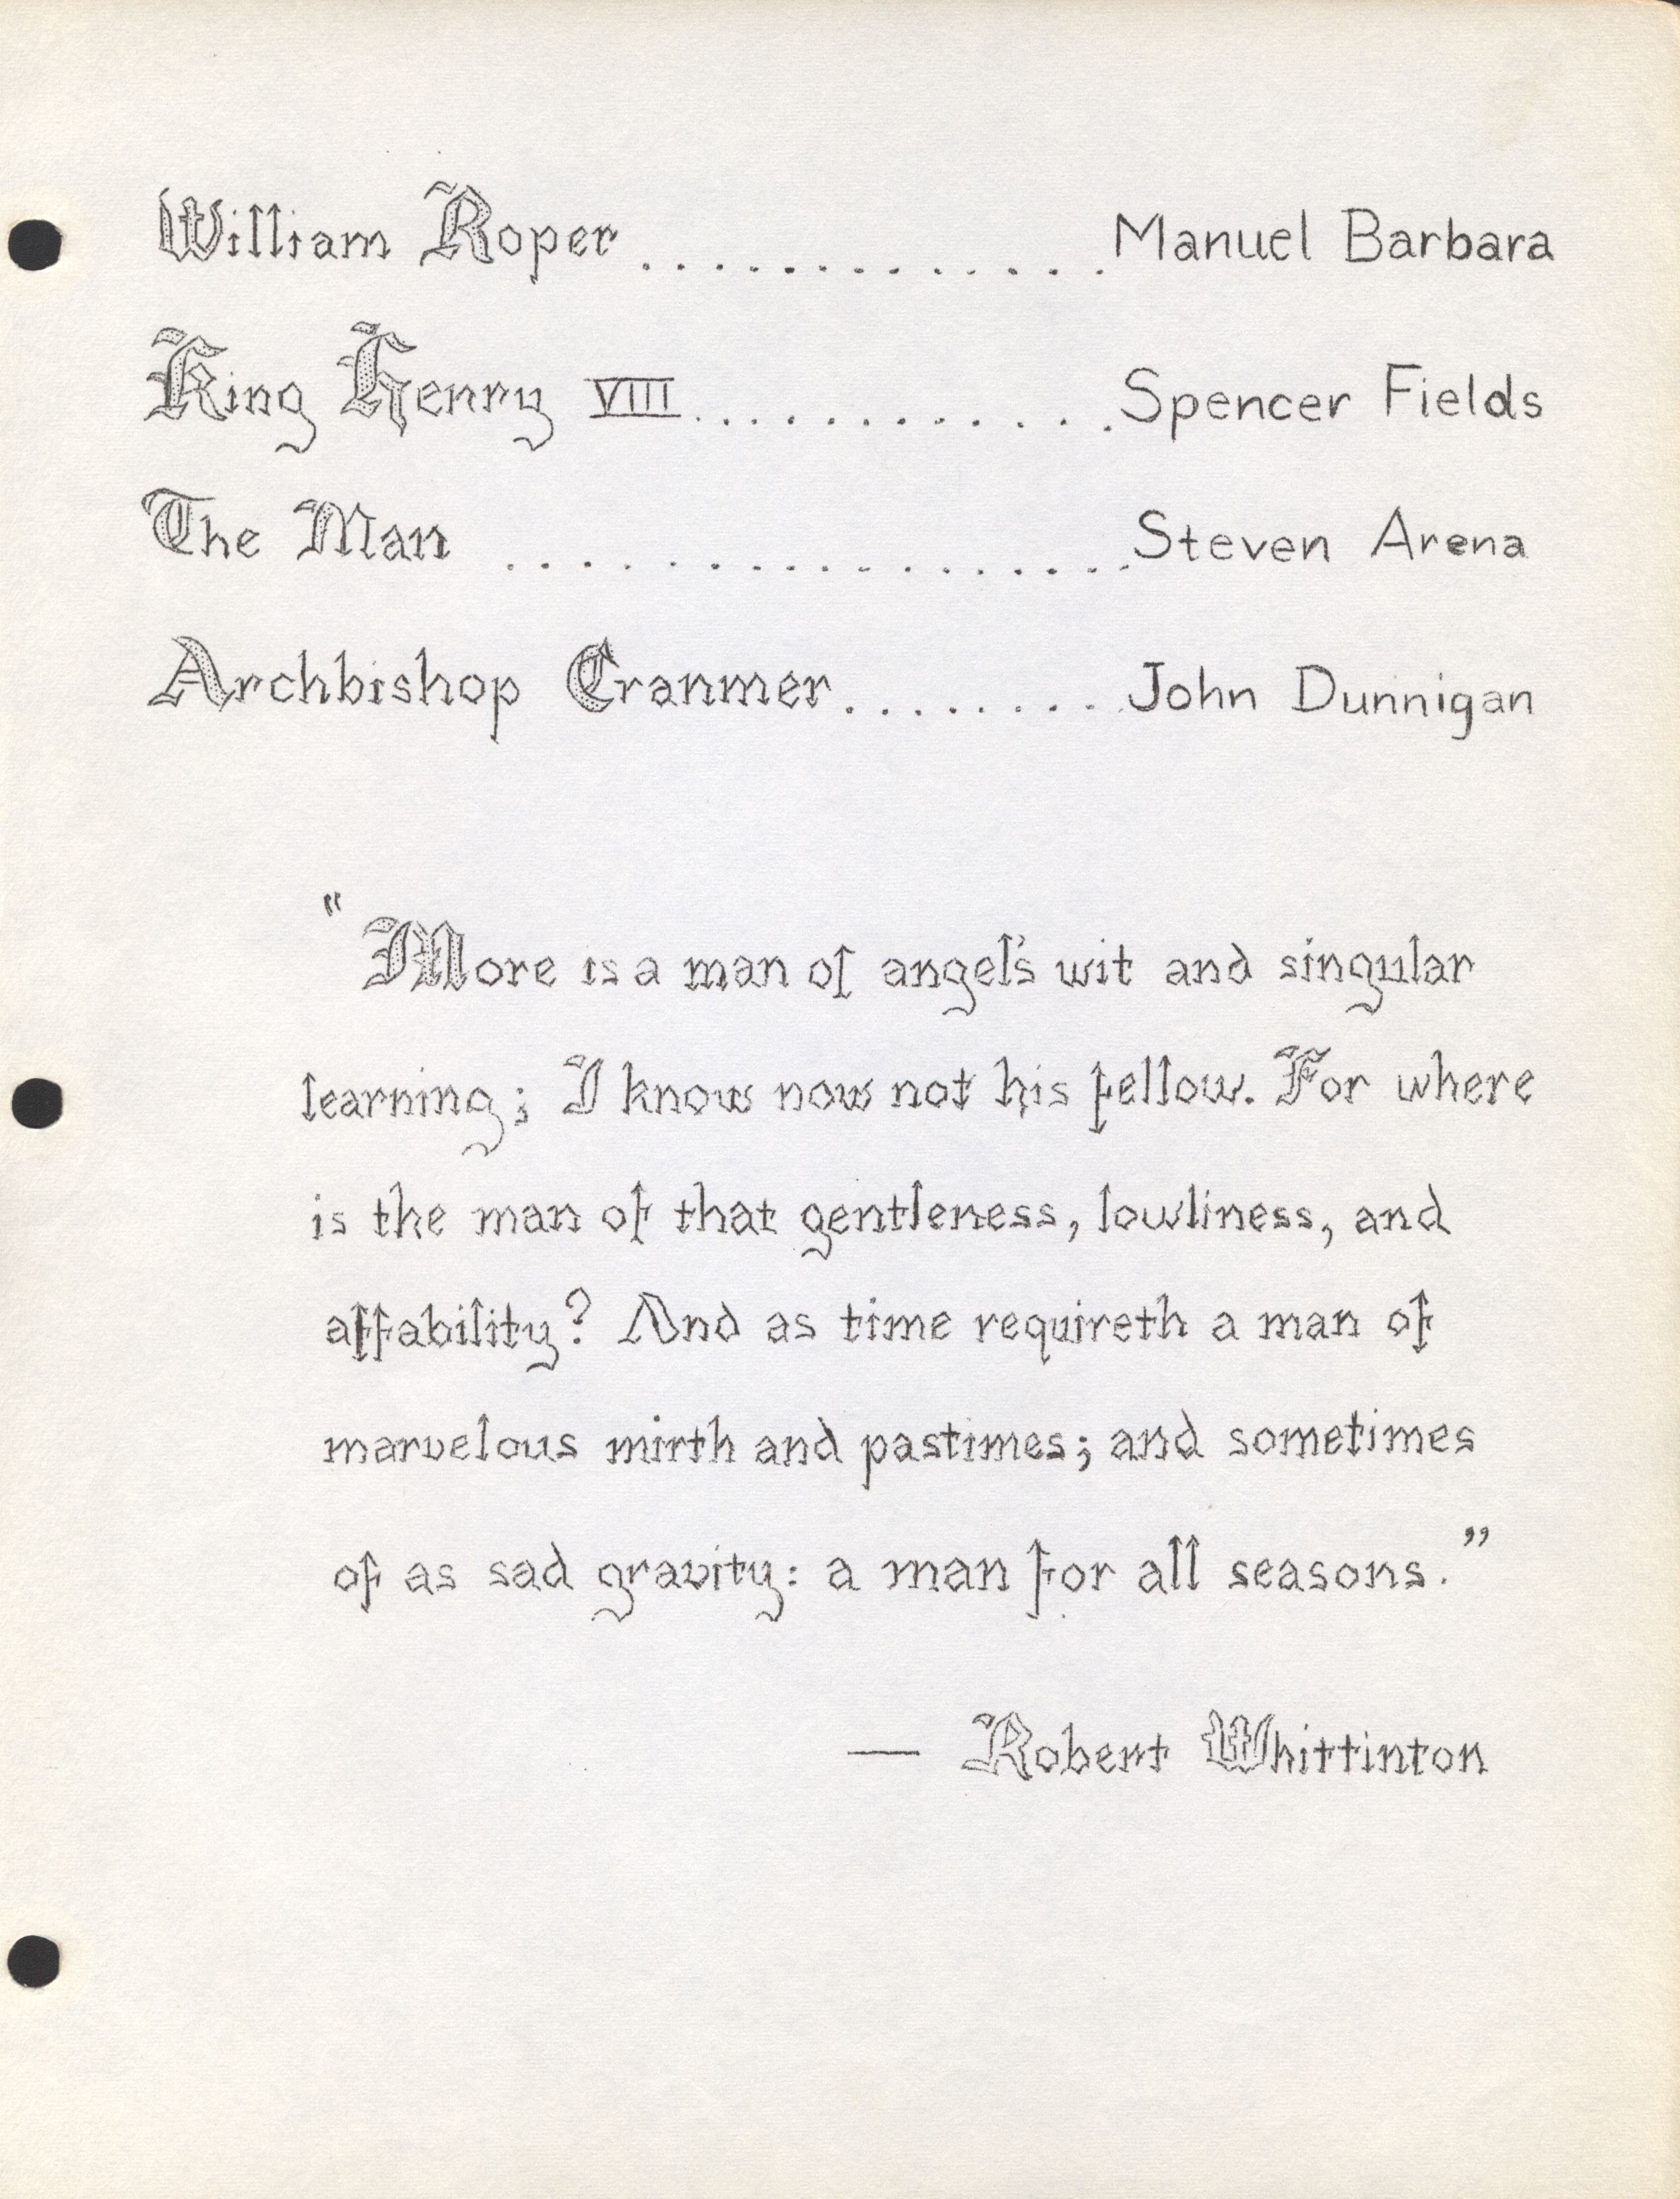 William Roper..............Manuel Barbara
King Henry VIII.............Spencer Fields
The Man .................Steven Arena
Archbishop Cranmer........John Dunnigan
"More is a man of angel's wit and singular
learning; I know now not his fellow. For where
is the man of that gentleness, lowliness, and
affability? And as time requireth a man of
marvelous mirth and pastimes; and sometimes
of as sad gravity: a man for all seasons."
— Robert Whittinton